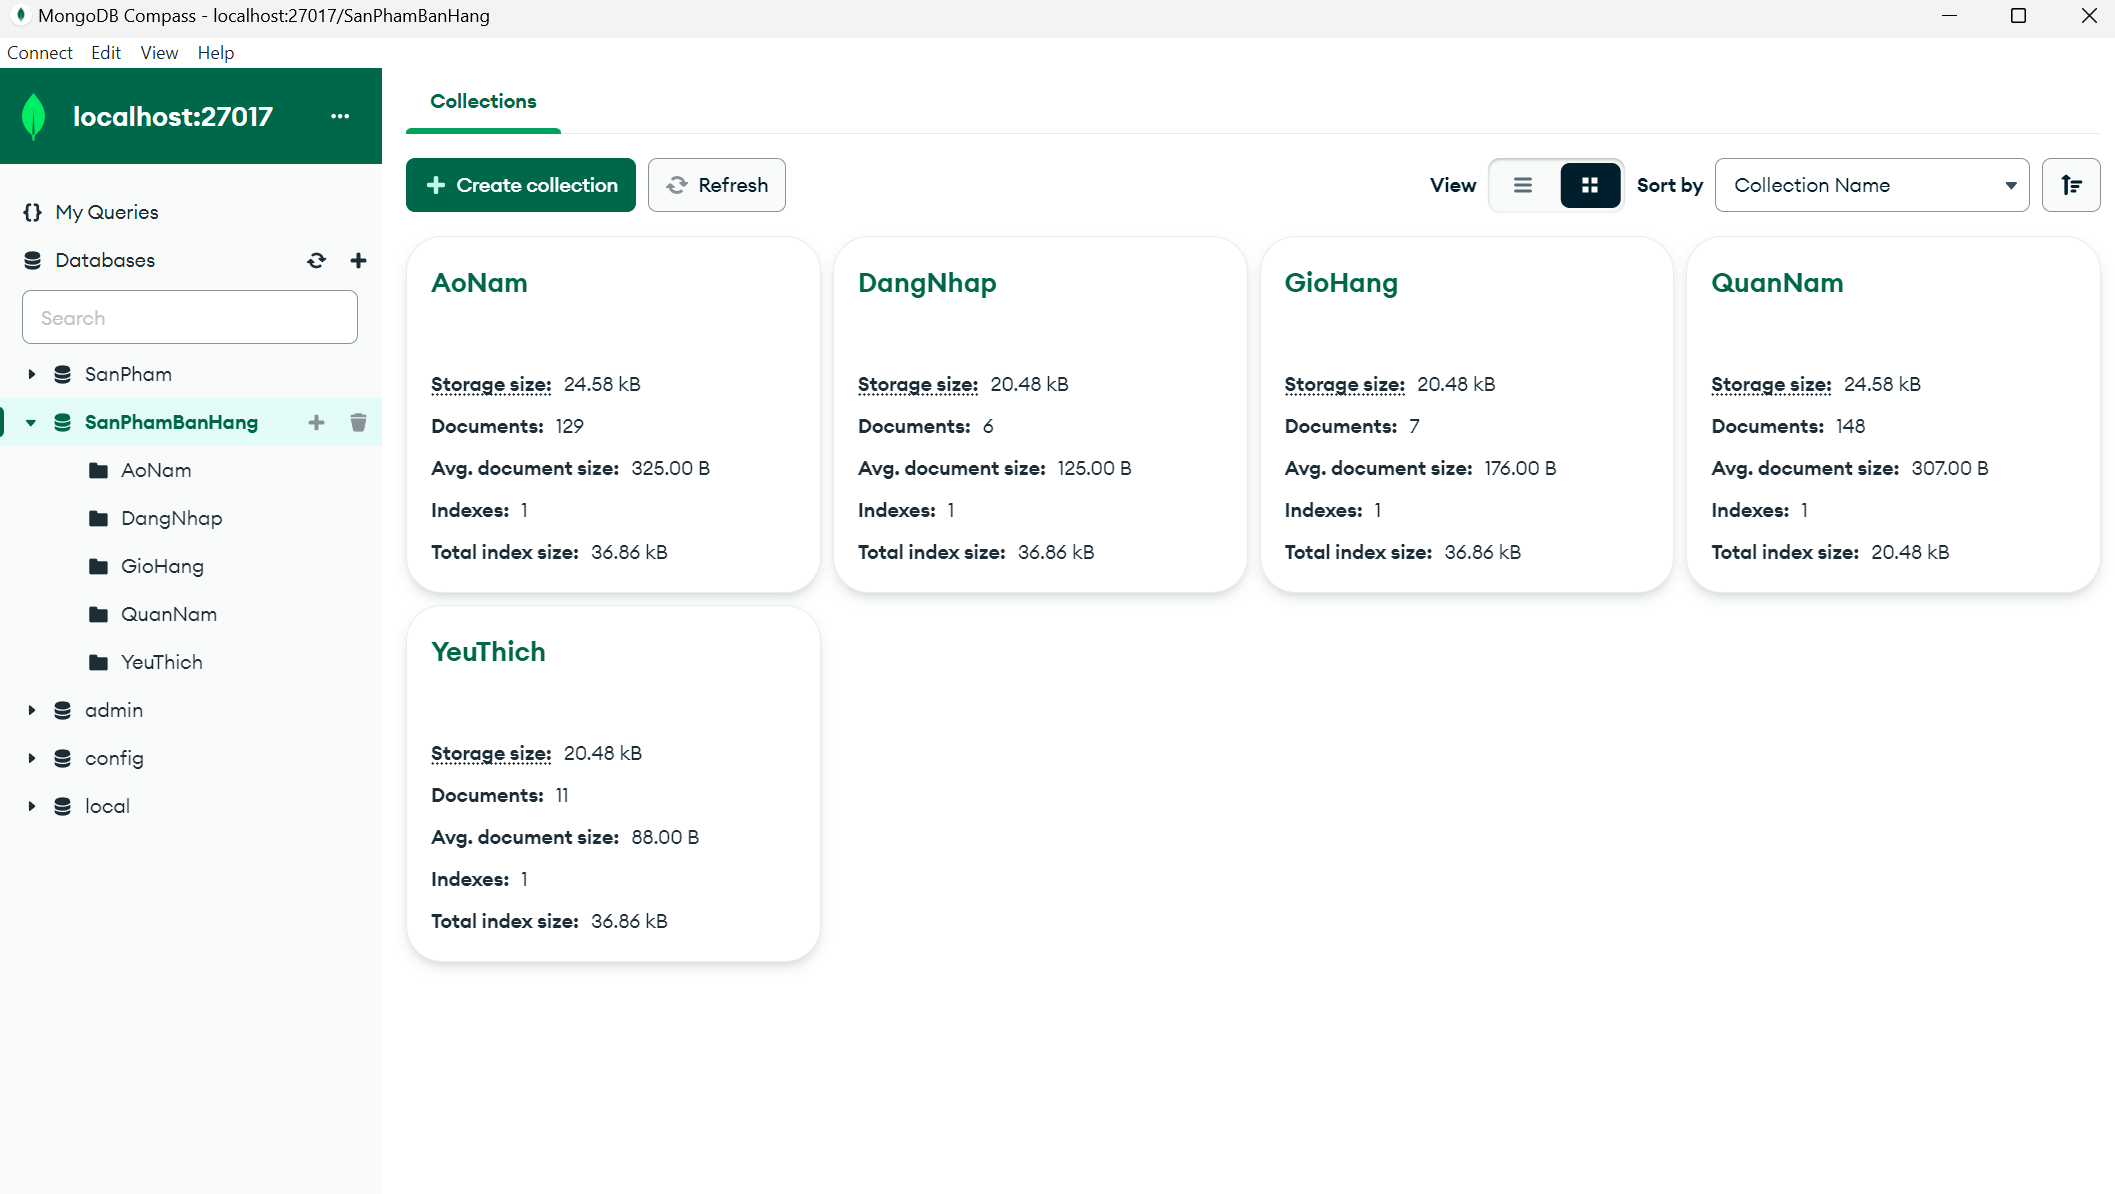 MongoDB Compass - localhost:27017/SanPhamBanHang
Connect Edit View Help
localhost:27017 ...
My Queries
Databases
Search
SanPham
SanPhamBanHang
AoNam
DangNhap
GioHang
QuanNam
YeuThich
admin
config
local
Collections
Create collection
Refresh
View
Sort by
Collection Name
AoNam
Storage size: 24.58 kB
Documents: 129
Avg. document size: 325.00 B
Indexes: 1
Total index size: 36.86 kB
DangNhap
Storage size: 20.48 kB
Documents: 6
Avg. document size: 125.00 B
Indexes: 1
Total index size: 36.86 kB
GioHang
Storage size: 20.48 kB
Documents: 7
Avg. document size: 176.00 B
Indexes: 1
Total index size: 36.86 kB
QuanNam
Storage size: 24.58 kB
Documents: 148
Avg. document size: 307.00 B
Indexes: 1
Total index size: 20.48 kB
YeuThich
Storage size: 20.48 kB
Documents: 11
Avg. document size: 88.00 B
Indexes: 1
Total index size: 36.86 kB